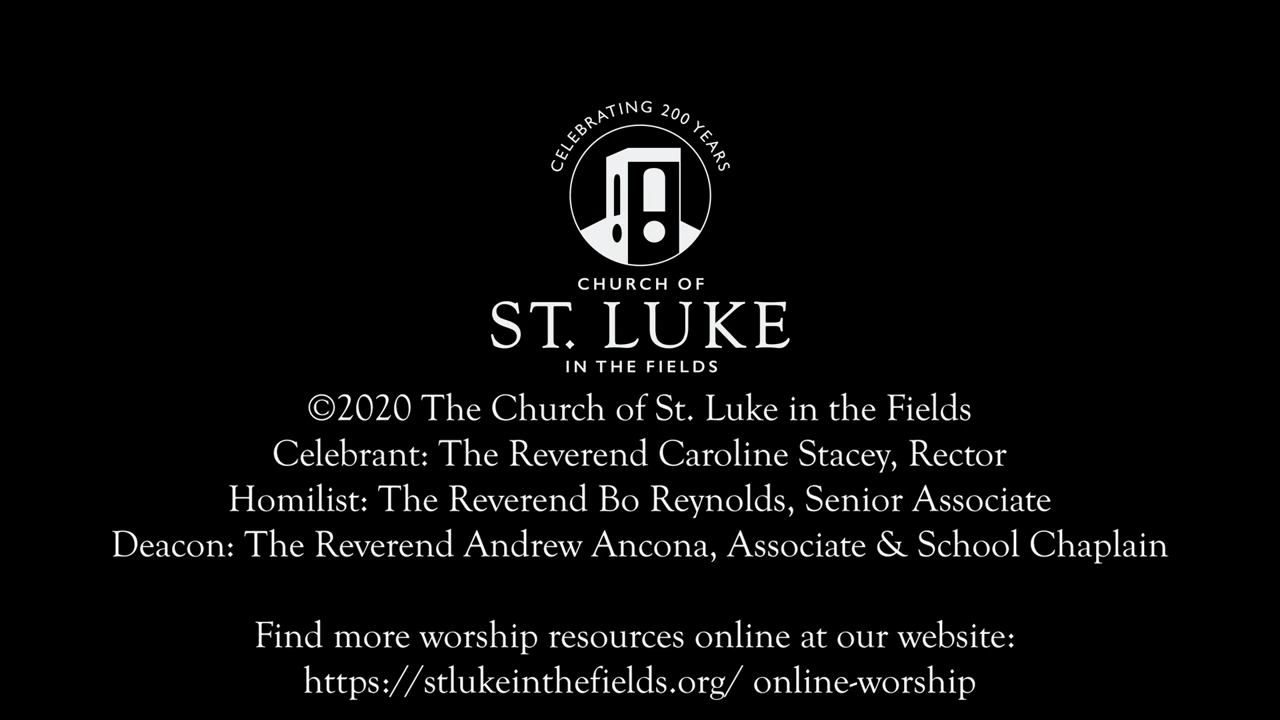 CELEBRATING 200 YEARS
CHURCH OF
ST. LUKE
IN THE FIELDS
©2020 The Church of St. Luke in the Fields
Celebrant: The Reverend Caroline Stacey, Rector
Homilist: The Reverend Bo Reynolds, Senior Associate
Deacon: The Reverend Andrew Ancona, Associate & School Chaplain
Find more worship resources online at our website:
https://stlukeinthefields.org/ online-worship